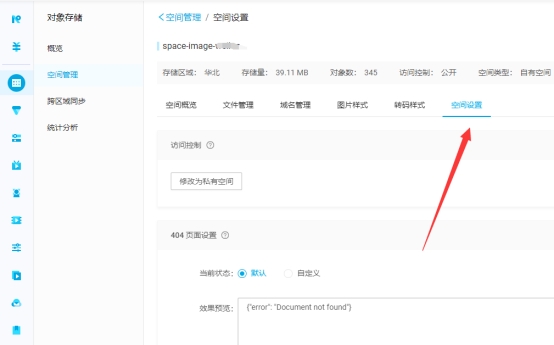 对象存储
概览
空间管理
跨区域同步
统计分析
空间管理 / 空间设置
space-image-
存储区域： 华北 存储量： 39.11 MB 对象数： 345 访问控制： 公开 空间类型： 自有空间
空间概览 文件管理 域名管理 图片样式 转码样式 空间设置
访问控制
修改为私有空间
404 页面设置
当前状态： 默认 自定义
效果预览： {"error": "Document not found"}